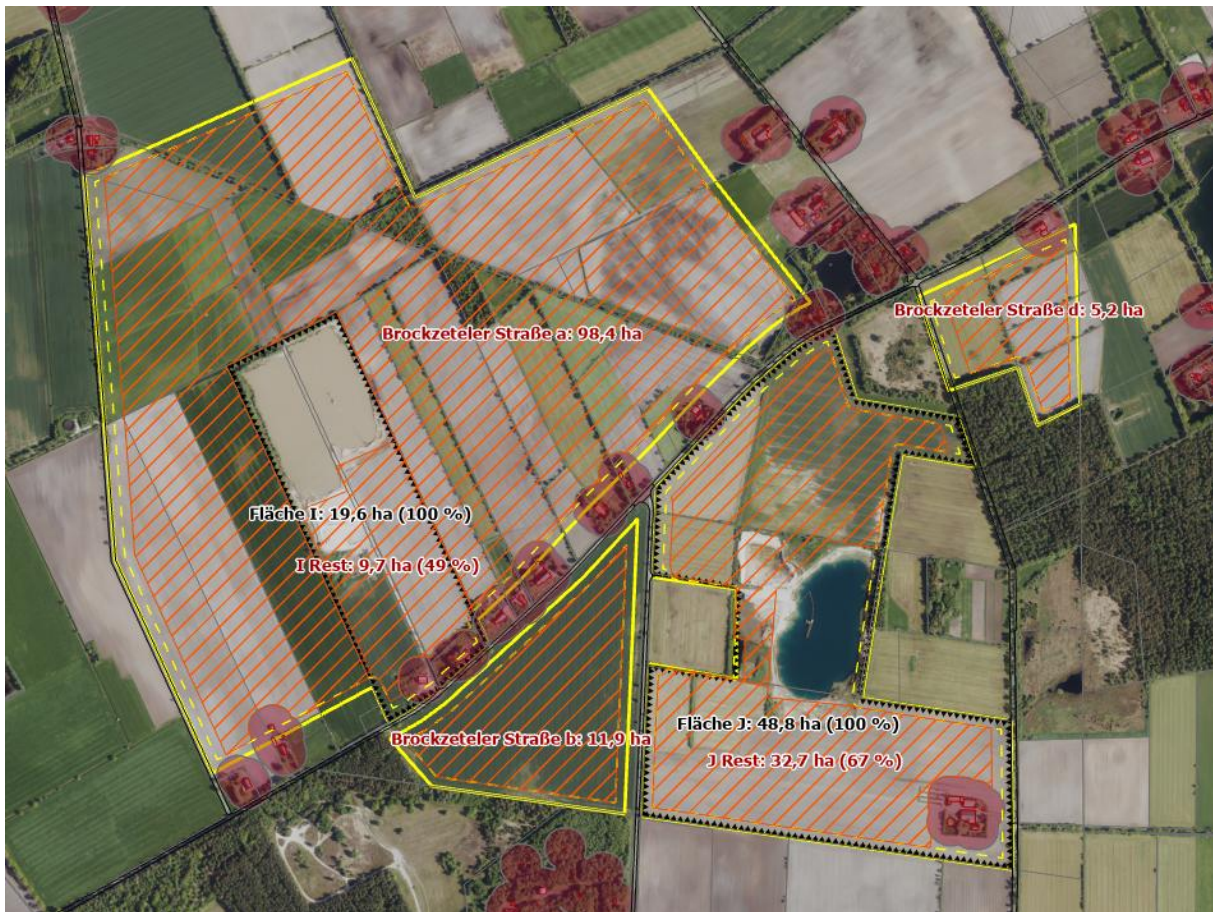 Brockzeteler Straße d: 5,2 ha
Brockzeteler Straße a: 98,4 ha
Fläche I: 19,6 ha (100 %)
I Rest: 9,7 ha (49 %)
Fläche J: 48,8 ha (100 %)
Brockzeteler Straße b: 11,9 ha
J Rest: 32,7 ha (67 %)